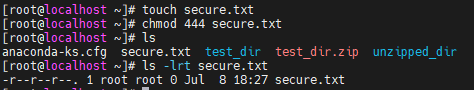 [root@localhost ~]# touch secure.txt
[root@localhost ~]# chmod 444 secure.txt
[root@localhost ~]# ls
anaconda-ks.cfg  secure.txt  test_dir  test_dir.zip  unzipped_dir
[root@localhost ~]# ls -lrt secure.txt
-r--r--r--. 1 root root 0 Jul  8 18:27 secure.txt